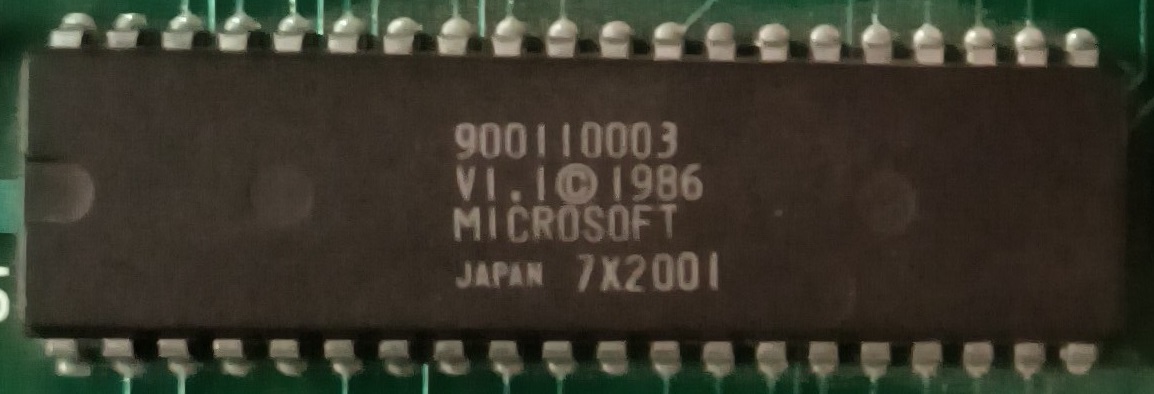 900110003
V1.1 © 1986
MICROSOFT
JAPAN 7X2001